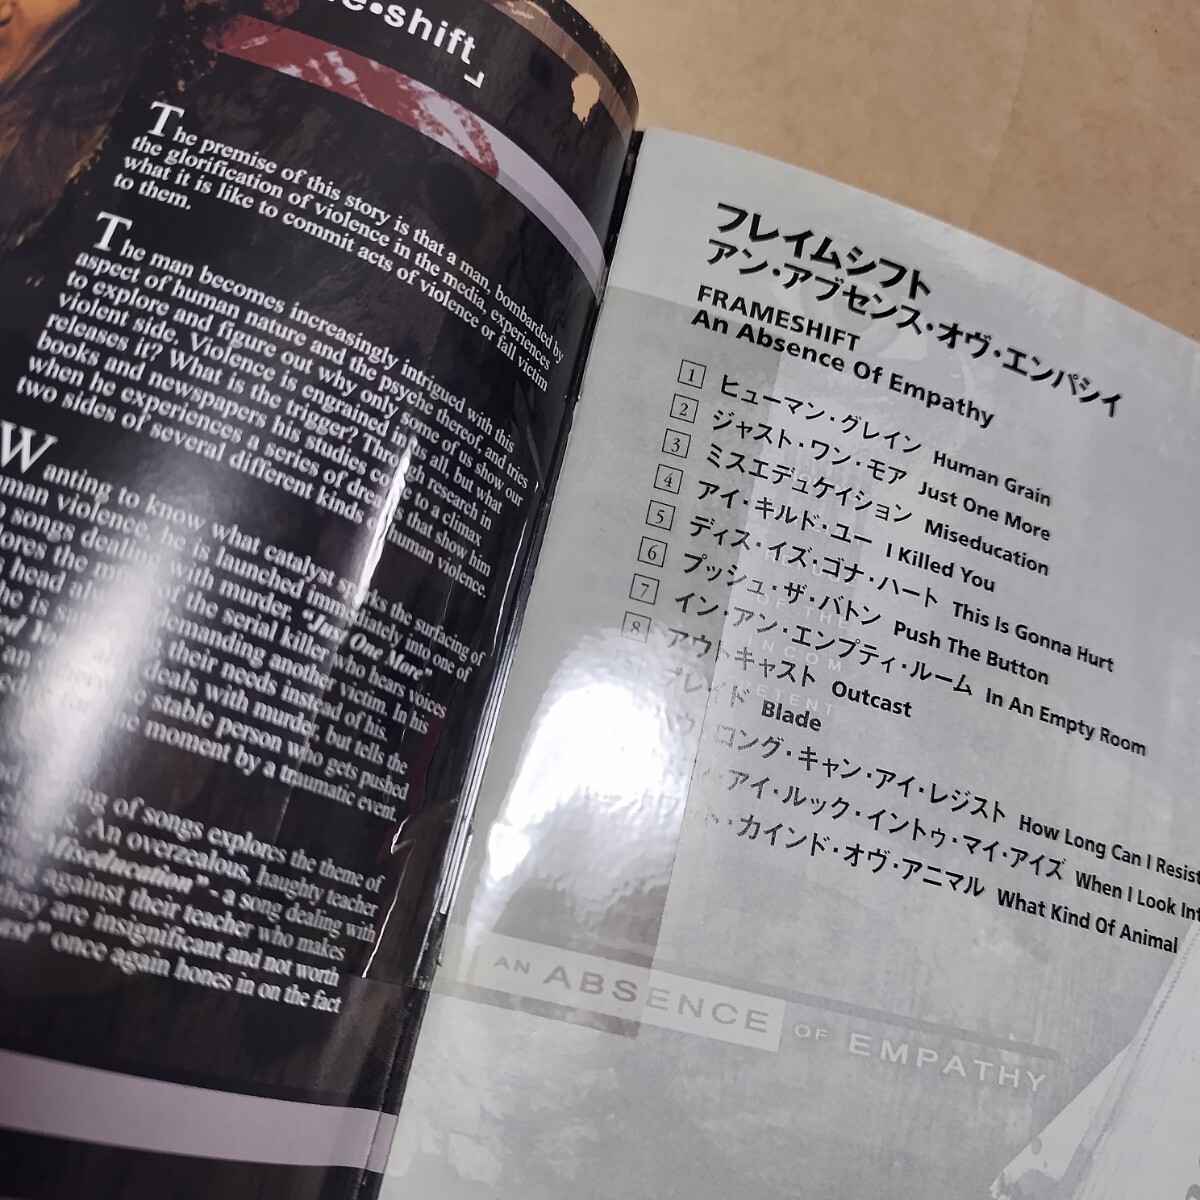 e•shift
The premise of this story is that a man, bombarded by
the glorification of violence in the media, experiences
what it is like to commit acts of violence or fall victim
to them.
The man becomes increasingly intrigued with this
aspect of human nature and the psyche thereof, and tries
to explore and figure out why only some of us show our
violent side. Violence is engrained in us all, but what
releases it? What is the trigger? Through research in
books and newspapers his studies come to a climax
when he experiences a series of dreams that show him
two sides of several different kinds of human violence.
Wanting to know what catalyst sparks the surfacing of
human violence, he is launched immediately into one of
songs dealing with murder. "Just One More"
the of the serial killer who hears voices
head demanding another victim. In his
he is their needs instead of his.
deals with murder, but tells the
stable person who gets pushed
moment by a traumatic event.
of songs explores the theme of
An overzealous, haughty teacher
"Miseducation" - a song dealing with
against their teacher who makes
they are insignificant and not worth
once again hones in on the fact
フレイムシフト
アン・アブセンス・オヴ・エンパシイ
FRAMESHIFT
An Absence Of Empathy
1 ヒューマン・グレイン Human Grain
2 ジャスト・ワン・モア Just One More
3 ミスエデュケイション Miseducation
4 アイ・キルド・ユー I Killed You
5 ディス・イズ・ゴナ・ハート This Is Gonna Hurt
6 プッシュ・ザ・バトン Push The Button
7 イン・アン・エンプティ・ルーム In An Empty Room
8 アウトキャスト Outcast
ブレイド Blade
ロング・キャン・アイ・レジスト How Long Can I Resist
アイ・ルック・イントゥ・マイ・アイズ When I Look Int
カインド・オヴ・アニマル What Kind Of Animal
OF THE
INCOM
PETENT
AN ABSENCE OF EMPATHY